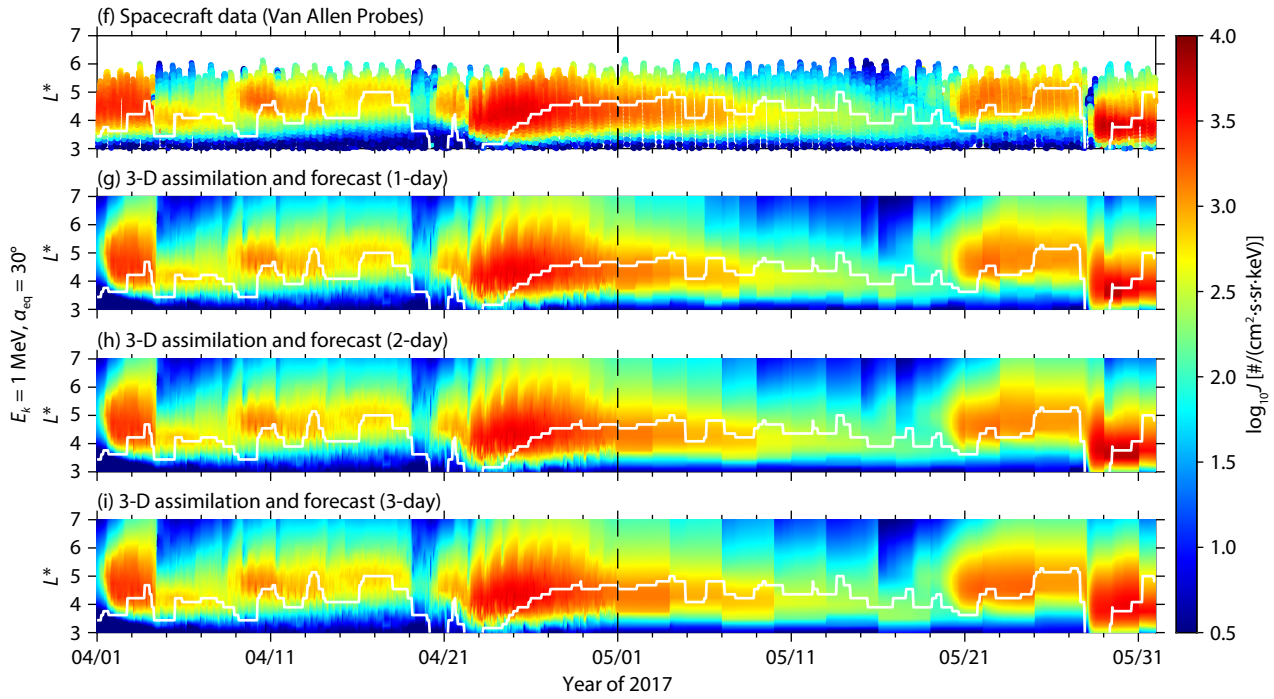 (f) Spacecraft data (Van Allen Probes)
7
6
5
4
3
L*
(g) 3-D assimilation and forecast (1-day)
7
6
5
4
3
L*
(h) 3-D assimilation and forecast (2-day)
7
6
5
4
3
L*
(i) 3-D assimilation and forecast (3-day)
7
6
5
4
3
L*
E_k = 1 MeV, α_eq = 30°
04/01 04/11 04/21 05/01 05/11 05/21 05/31
Year of 2017
4.0
3.5
3.0
2.5
2.0
1.5
1.0
0.5
log₁₀J [#/(cm²·s·sr·keV)]